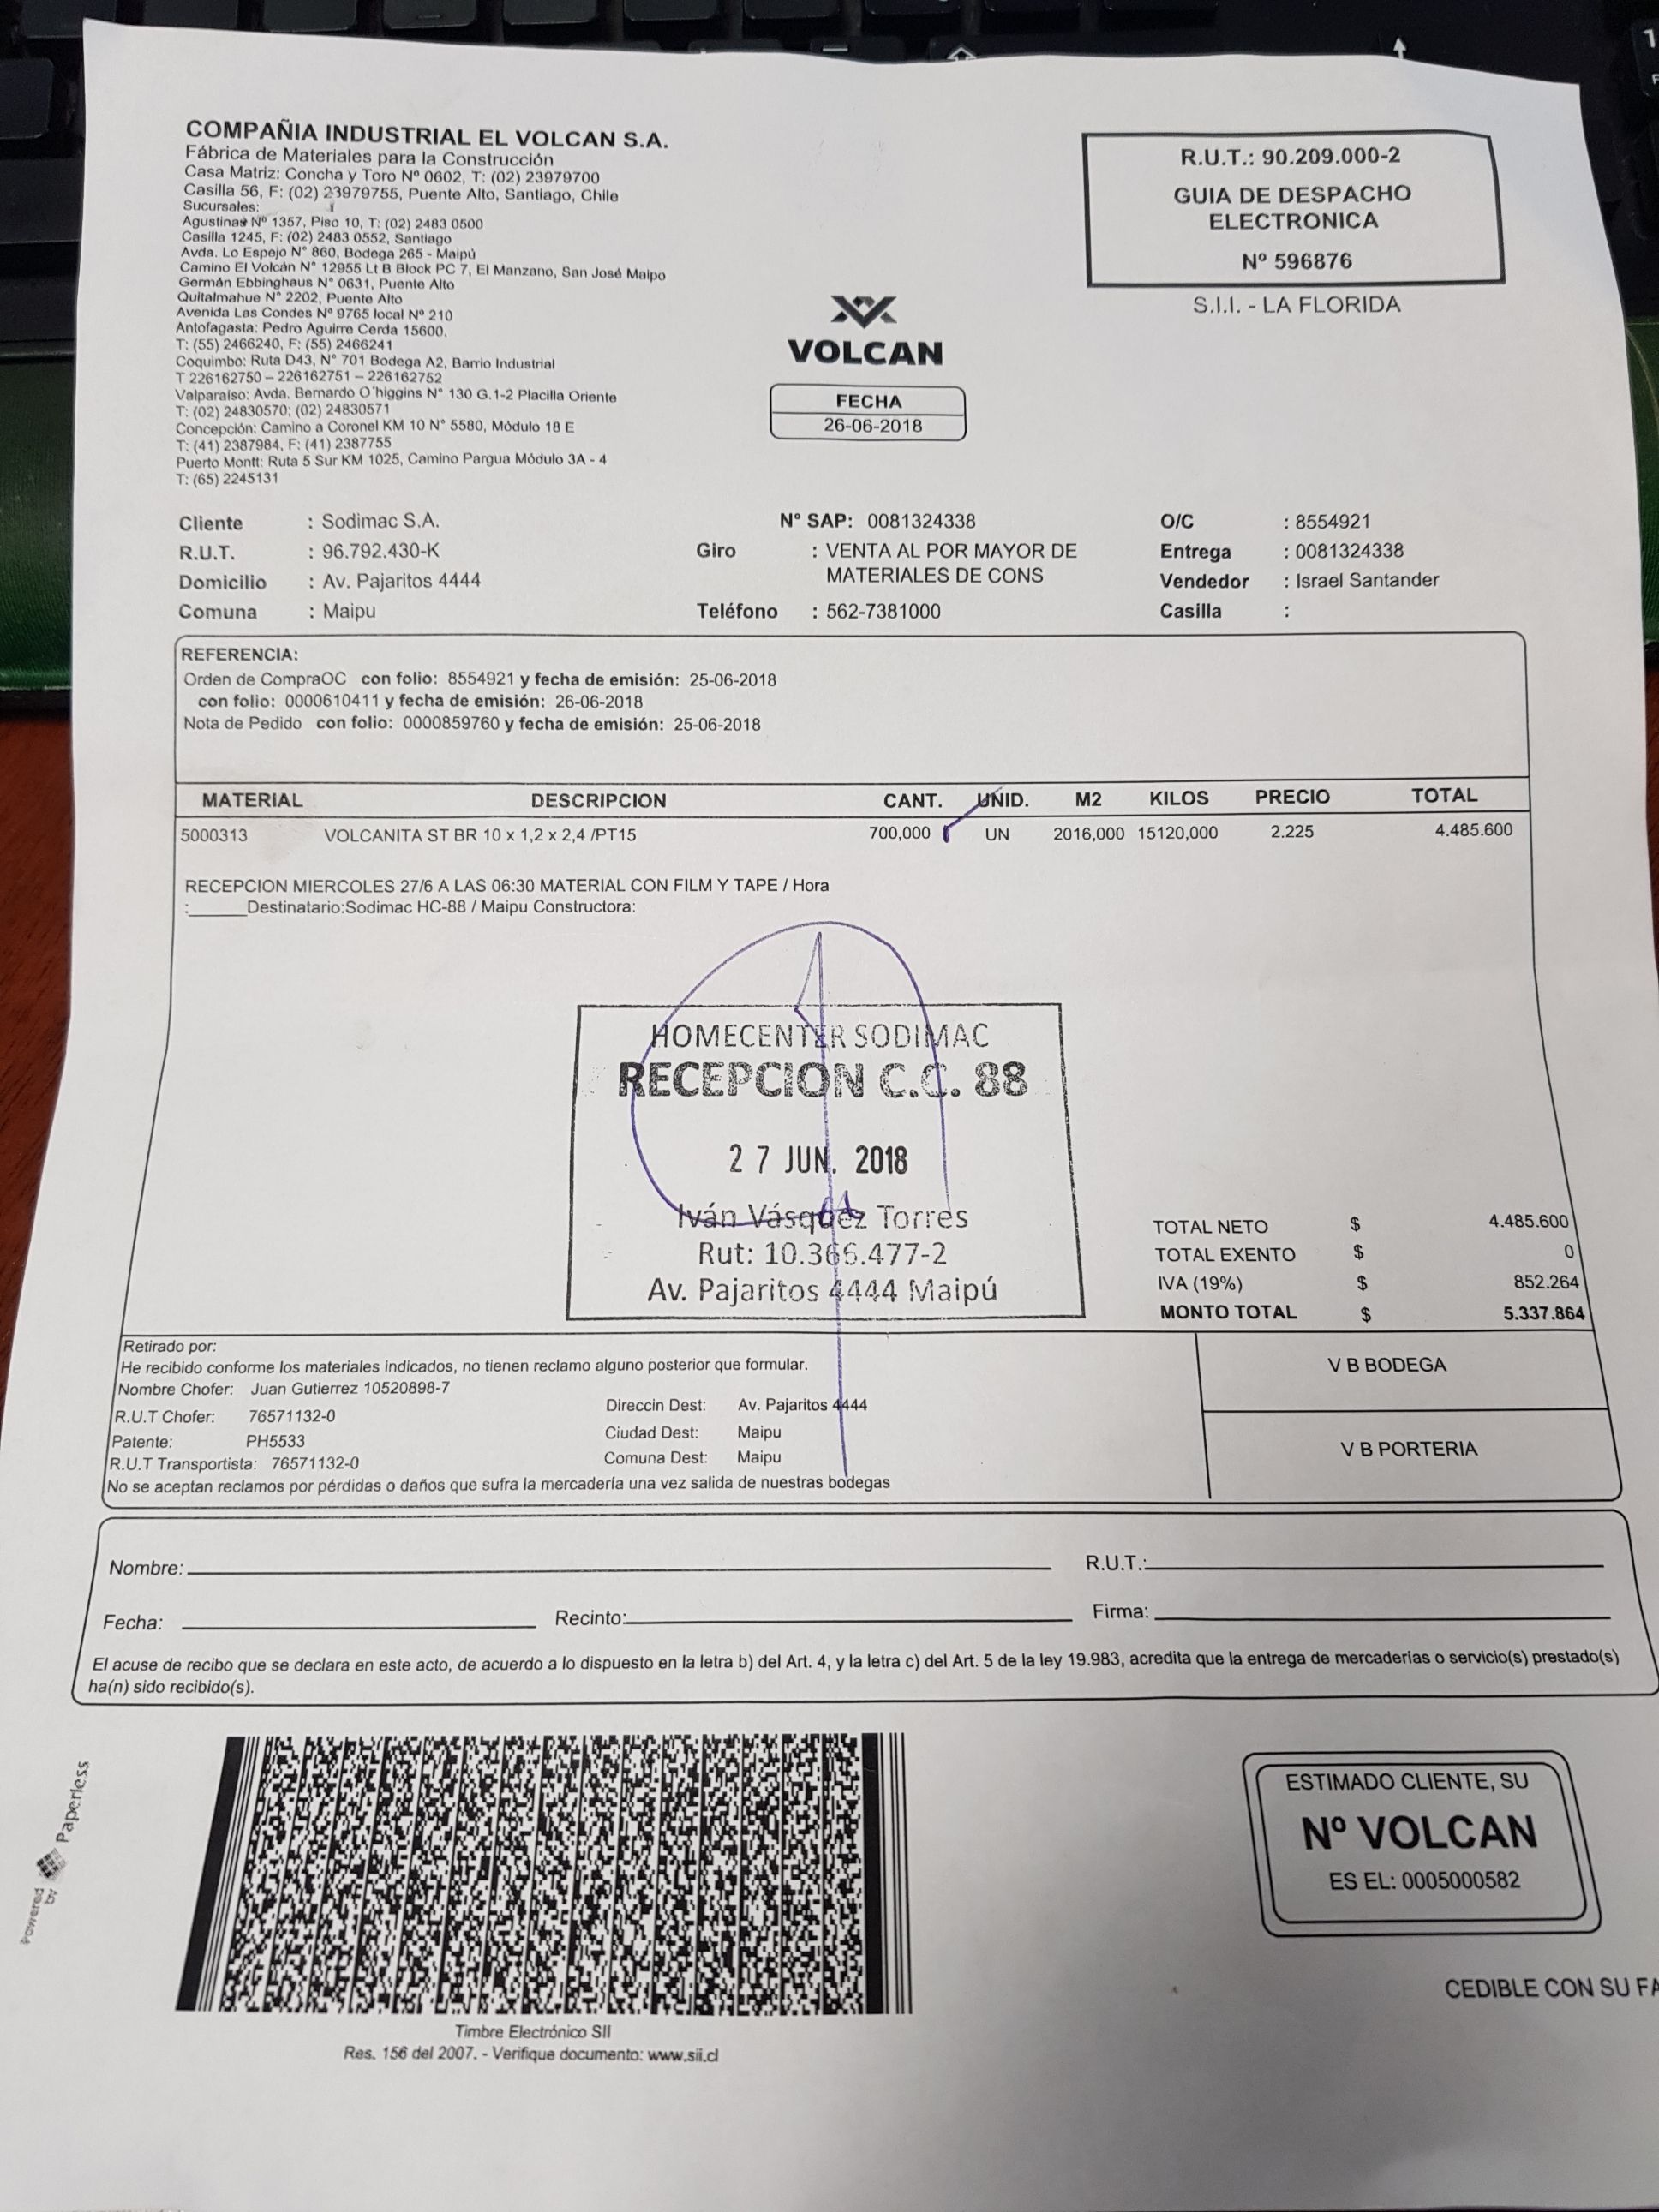 COMPAÑIA INDUSTRIAL EL VOLCAN S.A.
Fábrica de Materiales para la Construcción
Casa Matriz: Concha y Toro Nº 0602, T: (02) 23979700
Casilla 56, F: (02) 23979755, Puente Alto, Santiago, Chile
Sucursales:
Agustinas Nº 1357, Piso 10, T: (02) 2483 0500
Casilla 1245, F: (02) 2483 0552, Santiago
Avda. Lo Espejo N° 860, Bodega 265 - Maipú
Camino El Volcán N° 12955 Lt B Block PC 7, El Manzano, San José Maipo
Germán Ebbinghaus N° 0631, Puente Alto
Quitalmahue N° 2202, Puente Alto
Avenida Las Condes Nº 9765 local Nº 210
Antofagasta: Pedro Aguirre Cerda 15600,
T: (55) 2466240, F: (55) 2466241
Coquimbo: Ruta D43, N° 701 Bodega A2, Barrio Industrial
T 226162750 – 226162751 – 226162752
Valparaíso: Avda. Bernardo O'higgins N° 130 G.1-2 Placilla Oriente
T: (02) 24830570; (02) 24830571
Concepción: Camino a Coronel KM 10 N° 5580, Módulo 18 E
T: (41) 2387984, F: (41) 2387755
Puerto Montt: Ruta 5 Sur KM 1025, Camino Pargua Módulo 3A - 4
T: (65) 2245131
VOLCAN
FECHA
26-06-2018
R.U.T.: 90.209.000-2
GUIA DE DESPACHO
ELECTRONICA
Nº 596876
S.I.I. - LA FLORIDA
Cliente : Sodimac S.A. N° SAP: 0081324338 O/C : 8554921
R.U.T. : 96.792.430-K Giro : VENTA AL POR MAYOR DE Entrega : 0081324338
MATERIALES DE CONS
Domicilio : Av. Pajaritos 4444 Vendedor : Israel Santander
Comuna : Maipu Teléfono : 562-7381000 Casilla :
REFERENCIA:
Orden de CompraOC con folio: 8554921 y fecha de emisión: 25-06-2018
con folio: 0000610411 y fecha de emisión: 26-06-2018
Nota de Pedido con folio: 0000859760 y fecha de emisión: 25-06-2018
MATERIAL DESCRIPCION CANT. UNID. M2 KILOS PRECIO TOTAL
5000313 VOLCANITA ST BR 10 x 1,2 x 2,4 /PT15 700,000 UN 2016,000 15120,000 2.225 4.485.600
RECEPCION MIERCOLES 27/6 A LAS 06:30 MATERIAL CON FILM Y TAPE / Hora
:______Destinatario:Sodimac HC-88 / Maipu Constructora:
HOMECENTER SODIMAC
RECEPCION C.C. 88
27 JUN. 2018
Iván Vásquez Torres
Rut: 10.366.477-2
Av. Pajaritos 4444 Maipú
TOTAL NETO $ 4.485.600
TOTAL EXENTO $ 0
IVA (19%) $ 852.264
MONTO TOTAL $ 5.337.864
Retirado por:
He recibido conforme los materiales indicados, no tienen reclamo alguno posterior que formular.
Nombre Chofer: Juan Gutierrez 10520898-7
R.U.T Chofer: 76571132-0
Patente: PH5533
R.U.T Transportista: 76571132-0
Direccin Dest: Av. Pajaritos 4444
Ciudad Dest: Maipu
Comuna Dest: Maipu
No se aceptan reclamos por pérdidas o daños que sufra la mercadería una vez salida de nuestras bodegas
V B BODEGA
V B PORTERIA
Nombre: R.U.T.:
Fecha: Recinto: Firma:
El acuse de recibo que se declara en este acto, de acuerdo a lo dispuesto en la letra b) del Art. 4, y la letra c) del Art. 5 de la ley 19.983, acredita que la entrega de mercaderías o servicio(s) prestado(s)
ha(n) sido recibido(s).
Powered by Paperless
Timbre Electrónico SII
Res. 156 del 2007. - Verifique documento: www.sii.cl
ESTIMADO CLIENTE, SU
Nº VOLCAN
ES EL: 0005000582
CEDIBLE CON SU FA